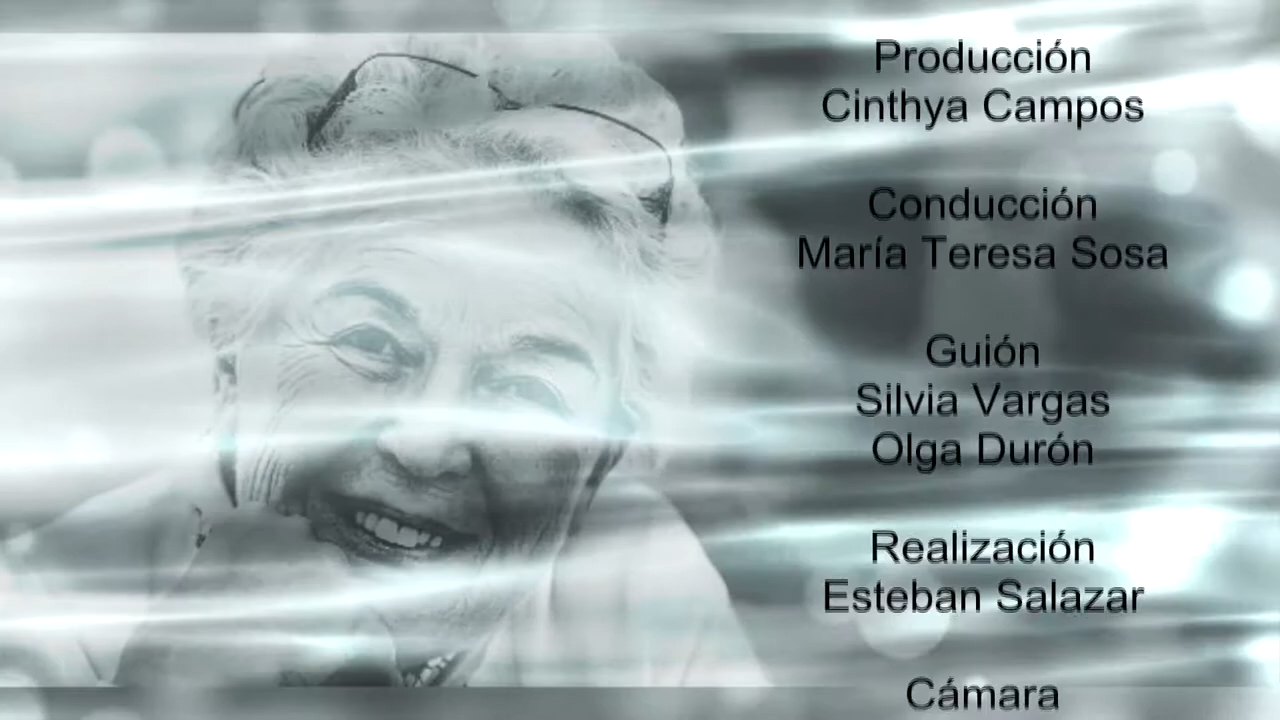 Producción
Cinthya Campos
Conducción
María Teresa Sosa
Guión
Silvia Vargas
Olga Durón
Realización
Esteban Salazar
Cámara